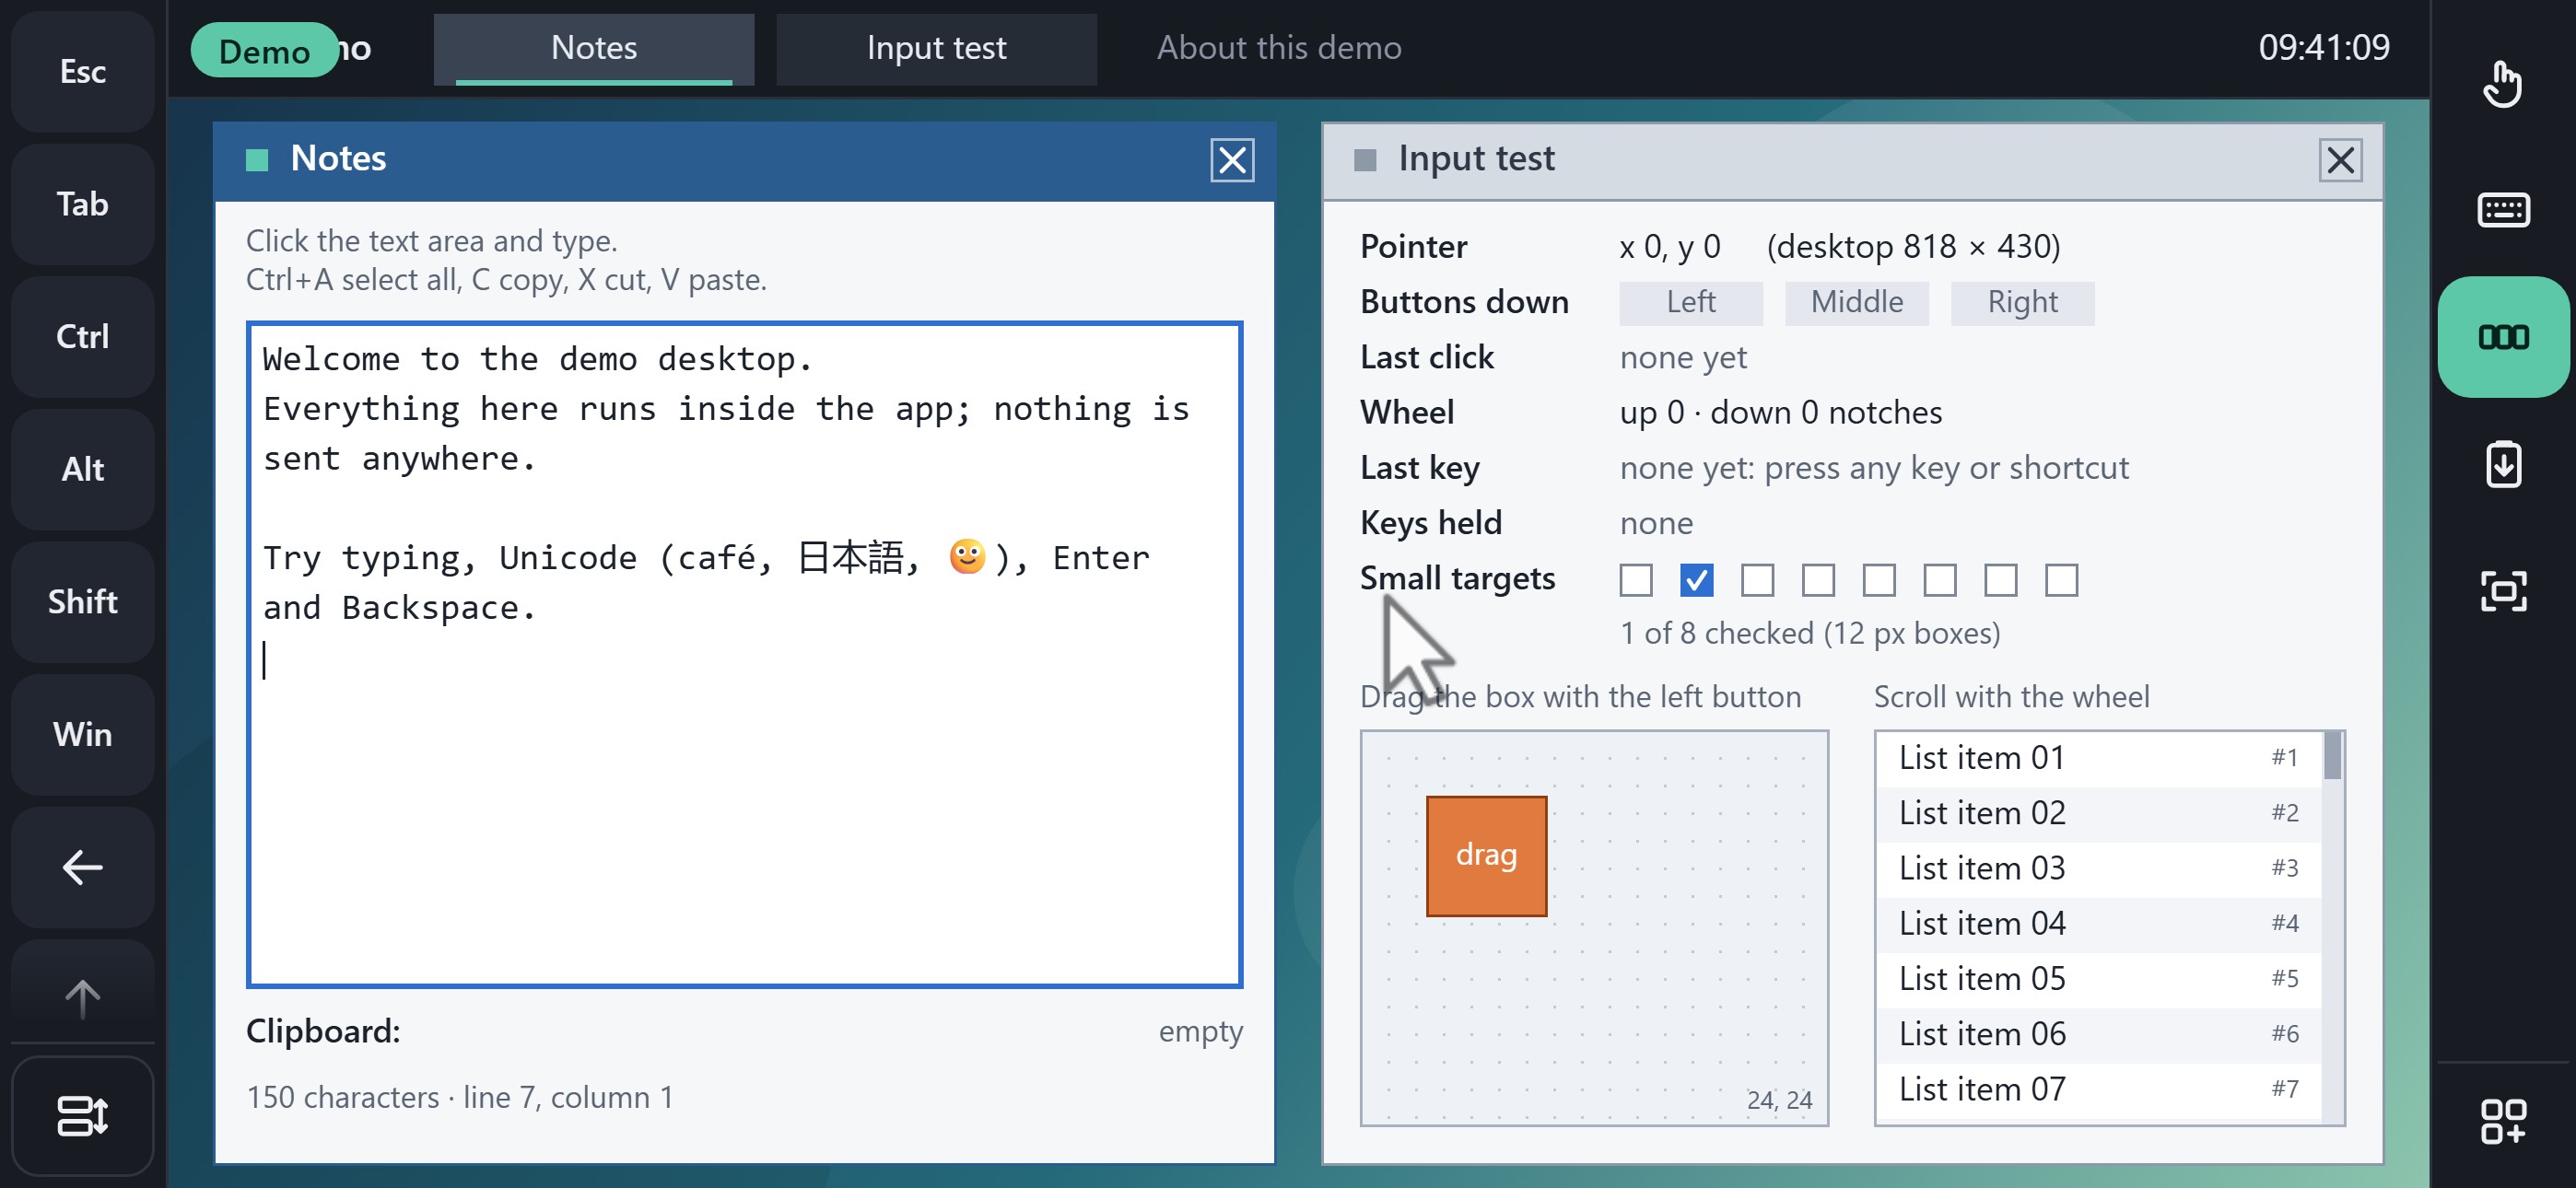 Esc
Tab
Ctrl
Alt
Shift
Win
Demo
Notes
Input test
About this demo
09:41:09
Notes
Click the text area and type.
Ctrl+A select all, C copy, X cut, V paste.
Welcome to the demo desktop.
Everything here runs inside the app; nothing is
sent anywhere.
Try typing, Unicode (café, 日本語, 🙂), Enter
and Backspace.
Clipboard: empty
150 characters · line 7, column 1
Input test
Pointer x 0, y 0 (desktop 818 × 430)
Buttons down Left Middle Right
Last click none yet
Wheel up 0 · down 0 notches
Last key none yet: press any key or shortcut
Keys held none
Small targets
1 of 8 checked (12 px boxes)
Drag the box with the left button
drag
24, 24
Scroll with the wheel
List item 01 #1
List item 02 #2
List item 03 #3
List item 04 #4
List item 05 #5
List item 06 #6
List item 07 #7